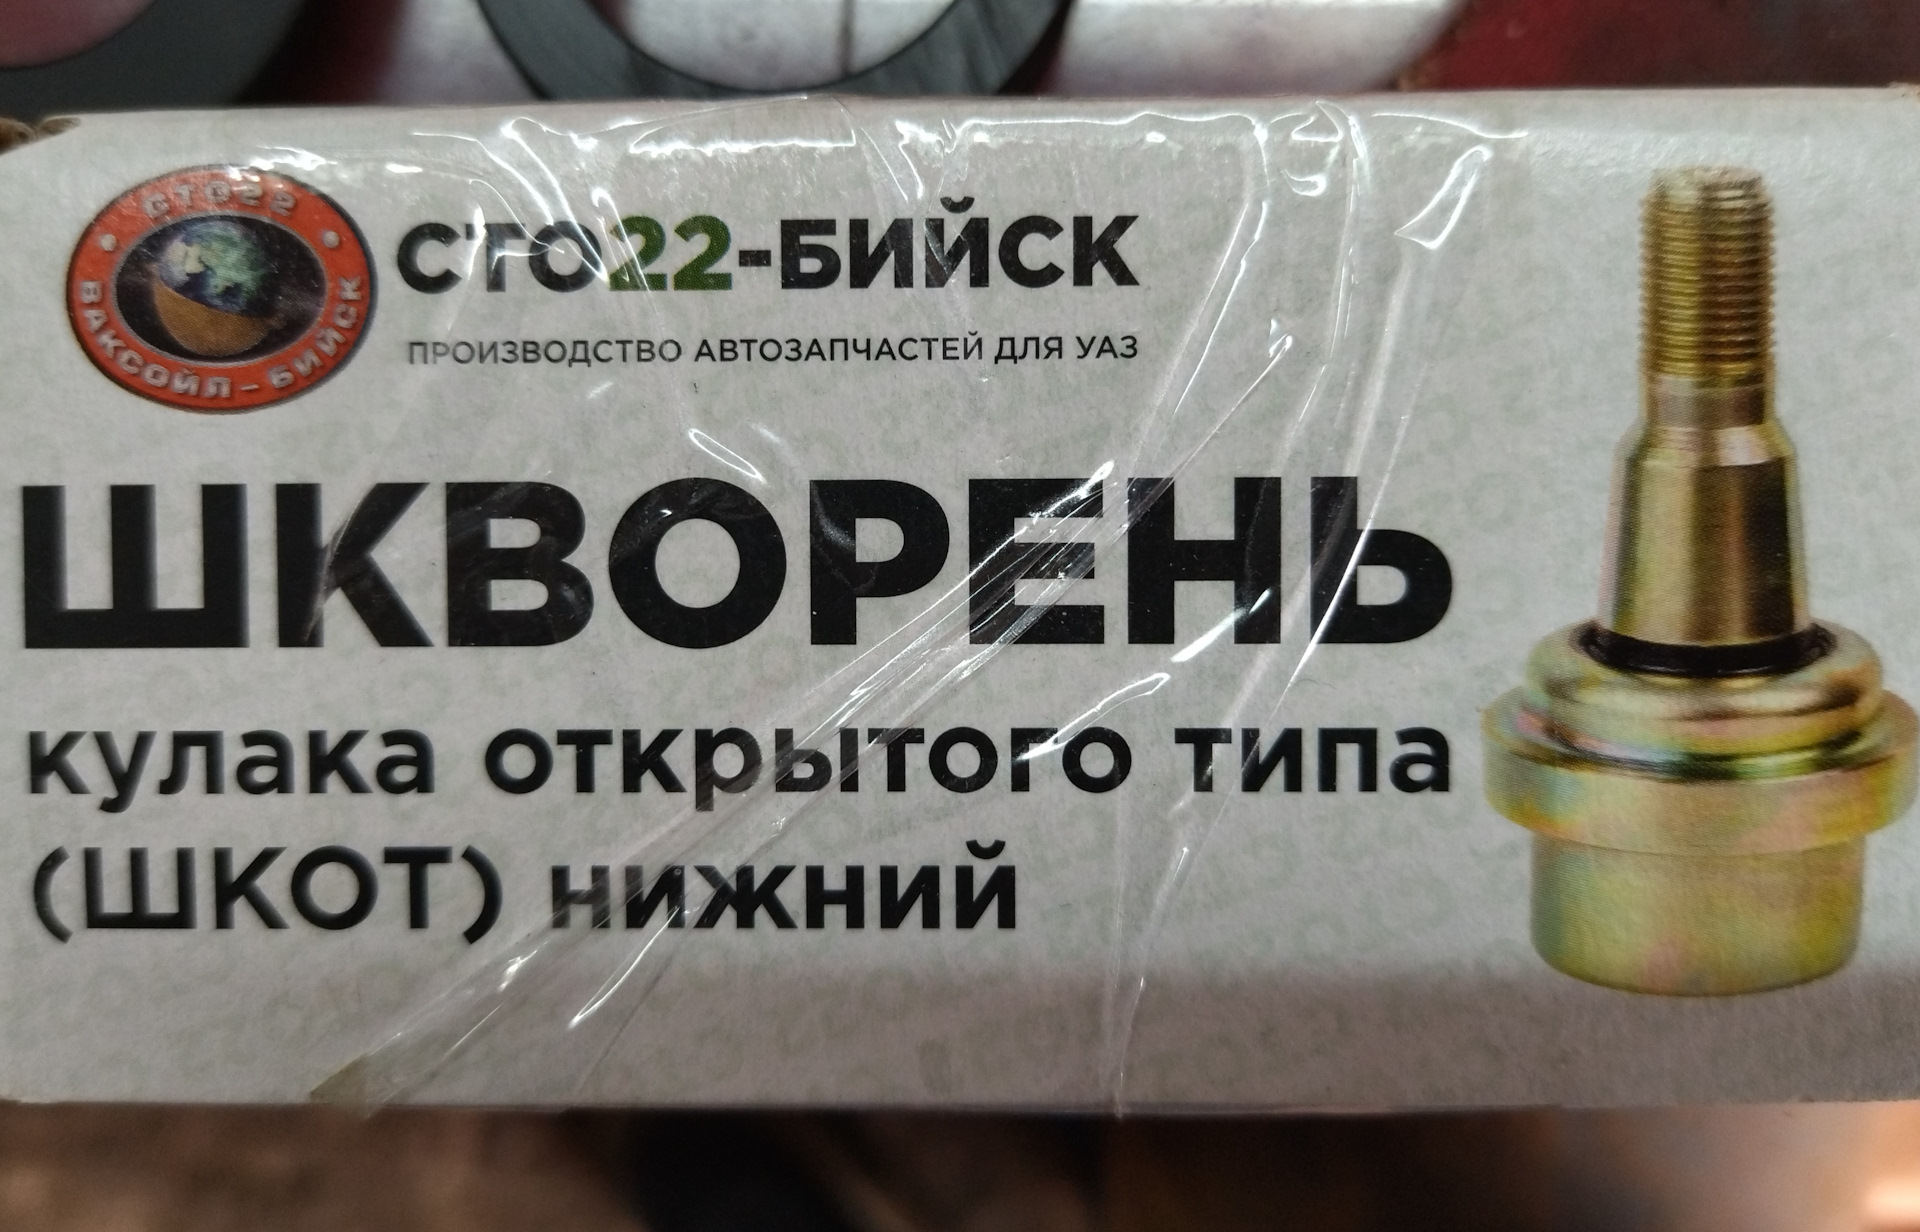 СТО22
ВАКСОЙЛ-БИЙСК
СТО22-БИЙСК
ПРОИЗВОДСТВО АВТОЗАПЧАСТЕЙ ДЛЯ УАЗ
ШКВОРЕНЬ
кулака открытого типа
(ШКОТ) нижний